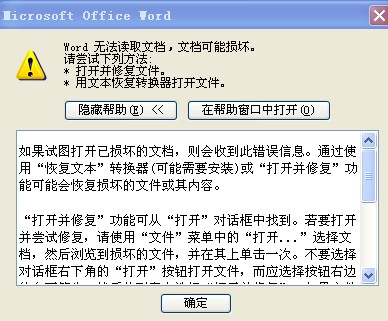 Microsoft Office Word
Word 无法读取文档，文档可能损坏。
请尝试下列方法:
* 打开并修复文件。
* 用文本恢复转换器打开文件。
隐藏帮助(E) <<
在帮助窗口中打开(O)
如果试图打开已损坏的文档，则会收到此错误信息。通过使
用“恢复文本”转换器(可能需要安装)或“打开并修复”功
能可能会恢复损坏的文件或其内容。
“打开并修复”功能可从“打开”对话框中找到。若要打开
并尝试修复，请使用“文件”菜单中的“打开...”选择文
档，然后浏览到损坏的文件，并在其上单击一次。不要选择
对话框右下角的“打开”按钮打开文件，而应选择按钮右边
确定